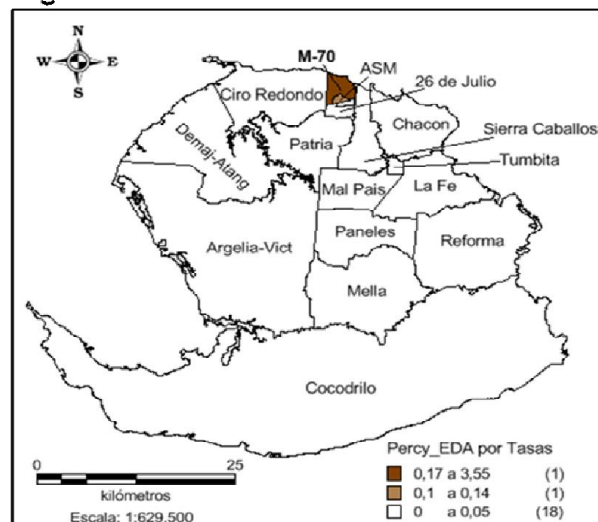 N
W E
S
M-70
ASM
26 de Julio
Ciro Redondo
Chacon
Demaj-Atang
Patria
Sierra Caballos
Tumbita
Mal Pais
La Fe
Paneles
Argelia-Vict
Reforma
Mella
Cocodrilo
0 25
kilómetros
Escala: 1:629,500
Percy_EDA por Tasas
0,17 a 3,55 (1)
0,1 a 0,14 (1)
0 a 0,05 (18)